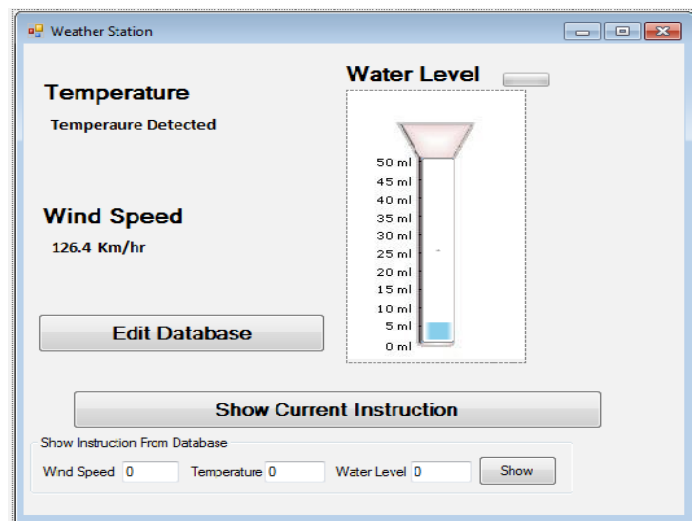 Weather Station
Water Level
Temperature
Temperaure Detected
50 ml
45 ml
40 ml
35 ml
30 ml
25 ml
20 ml
15 ml
10 ml
5 ml
0 ml
Wind Speed
126.4 Km/hr
Edit Database
Show Current Instruction
Show Instruction From Database
Wind Speed 0 Temperature 0 Water Level 0 Show